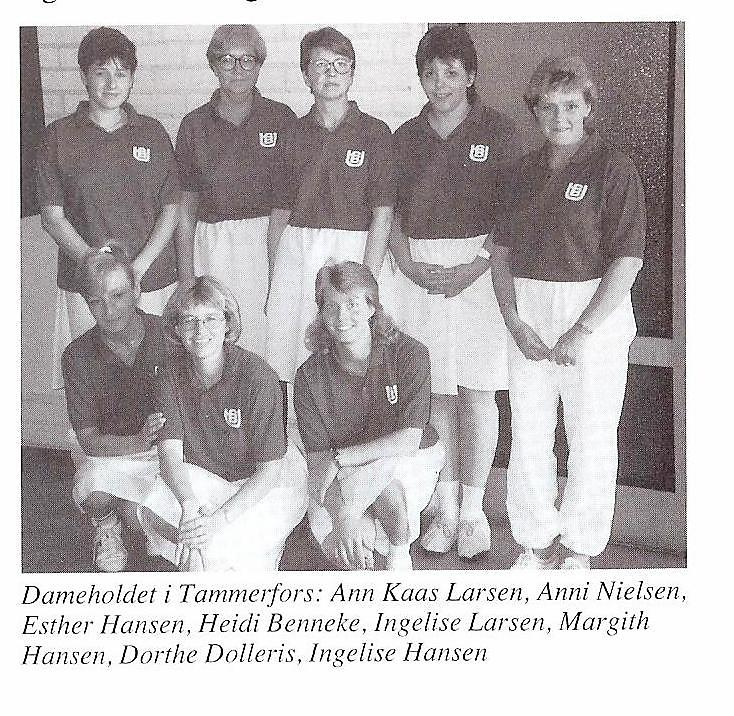 Dameholdet i Tammerfors: Ann Kaas Larsen, Anni Nielsen,
Esther Hansen, Heidi Benneke, Ingelise Larsen, Margith
Hansen, Dorthe Dolleris, Ingelise Hansen